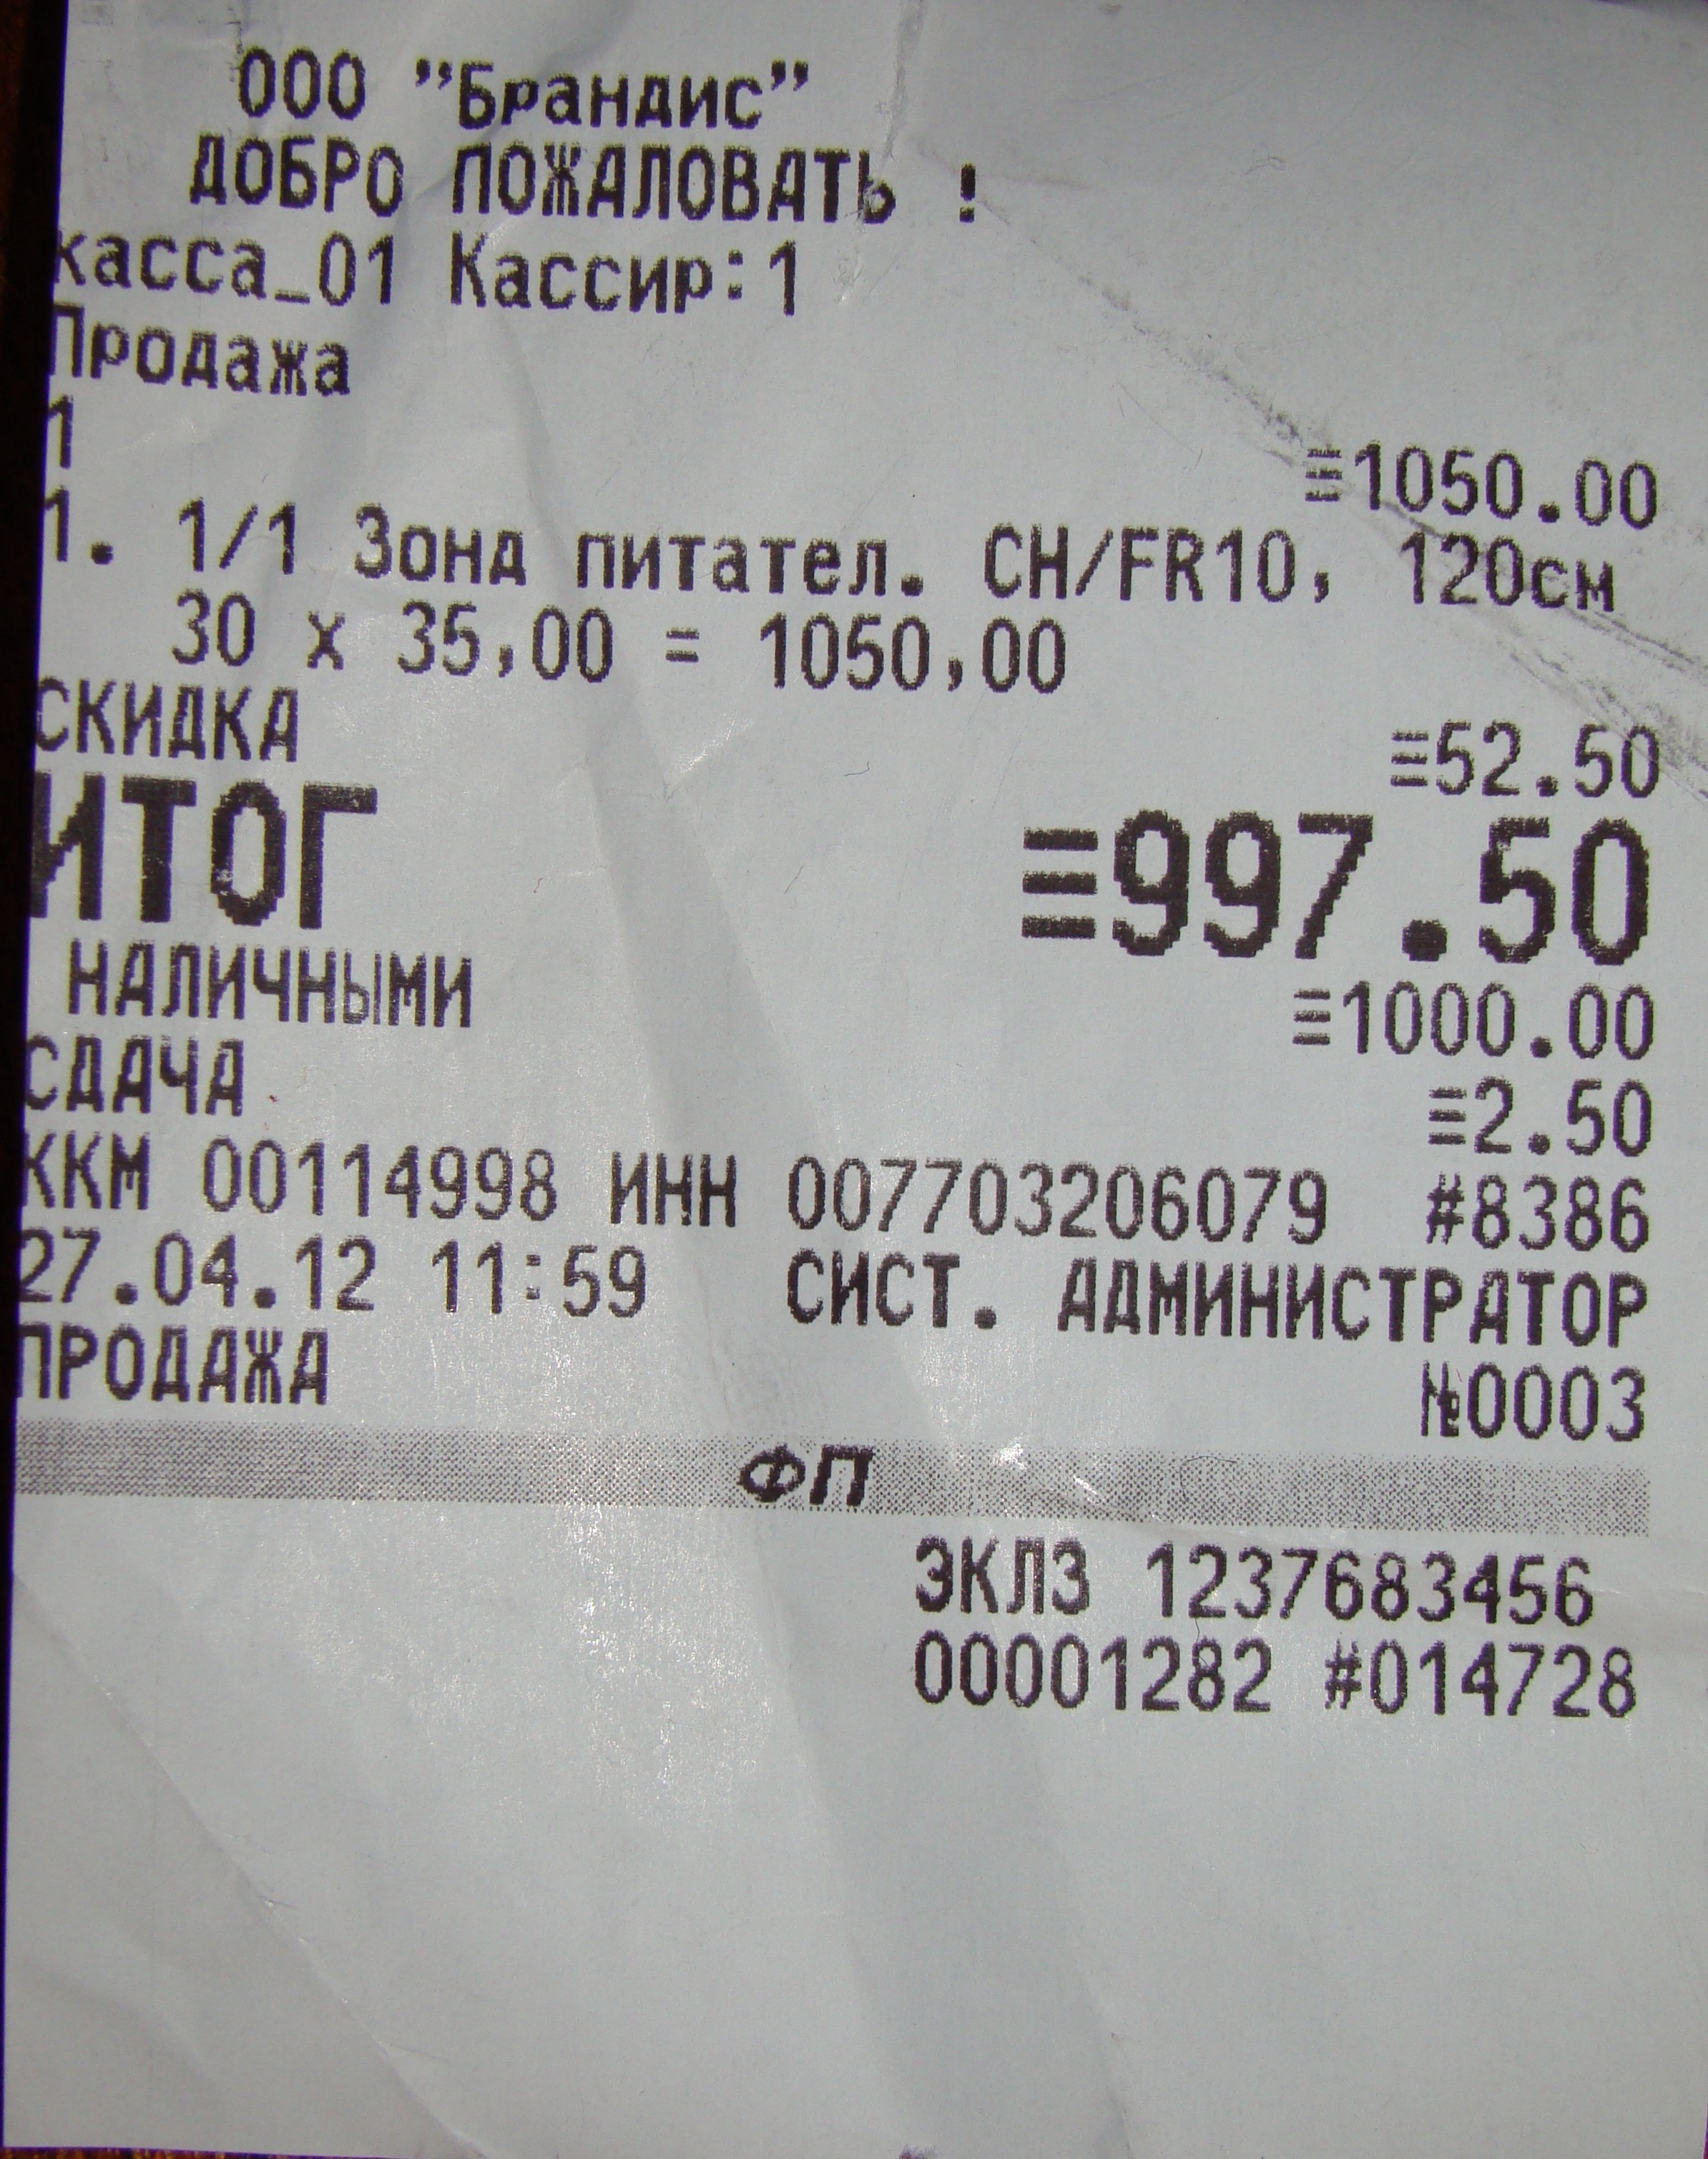 ООО "Брандис"
ДОБРО ПОЖАЛОВАТЬ !
касса_01 Кассир:1
Продажа
1 ≡1050.00
1. 1/1 Зонд питател. CH/FR10, 120см
30 x 35,00 = 1050,00
СКИДКА ≡52.50
ИТОГ ≡997.50
НАЛИЧНЫМИ ≡1000.00
СДАЧА ≡2.50
ККМ 00114998 ИНН 007703206079 #8386
27.04.12 11:59 СИСТ. АДМИНИСТРАТОР
ПРОДАЖА №0003
ФП
ЭКЛЗ 1237683456
00001282 #014728